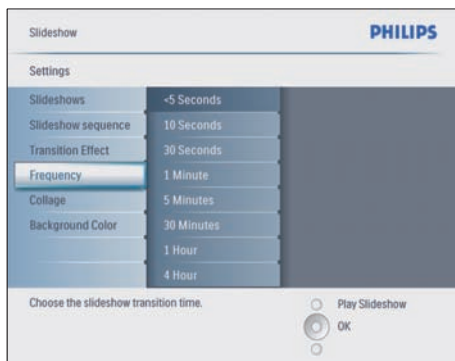 Slideshow
PHILIPS
Settings
Slideshows
<5 Seconds
Slideshow sequence
10 Seconds
Transition Effect
30 Seconds
Frequency
1 Minute
Collage
5 Minutes
Background Color
30 Minutes
1 Hour
4 Hour
Choose the slideshow transition time.
Play Slideshow
OK